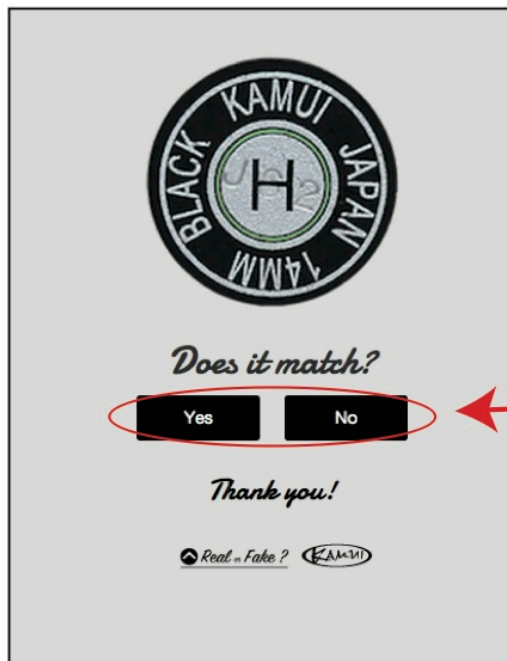 BLACK KAMUI JAPAN 14MM
H
Does it match?
Yes No
Thank you!
Real or Fake ? KAMUI